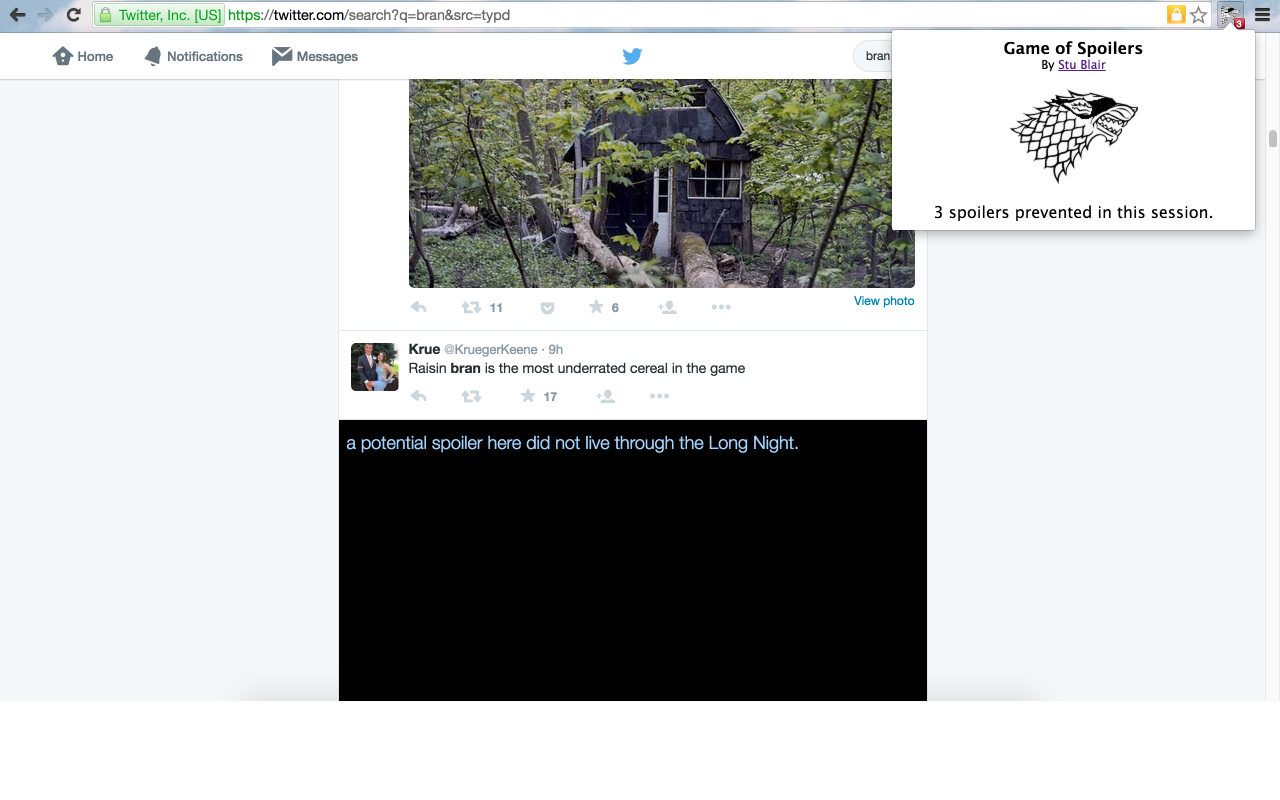 Twitter, Inc. [US] https://twitter.com/search?q=bran&src=typd
3
Home
Notifications
Messages
bran
Game of Spoilers
By Stu Blair
3 spoilers prevented in this session.
11
6
View photo
Krue @KruegerKeene · 9h
Raisin bran is the most underrated cereal in the game
17
a potential spoiler here did not live through the Long Night.